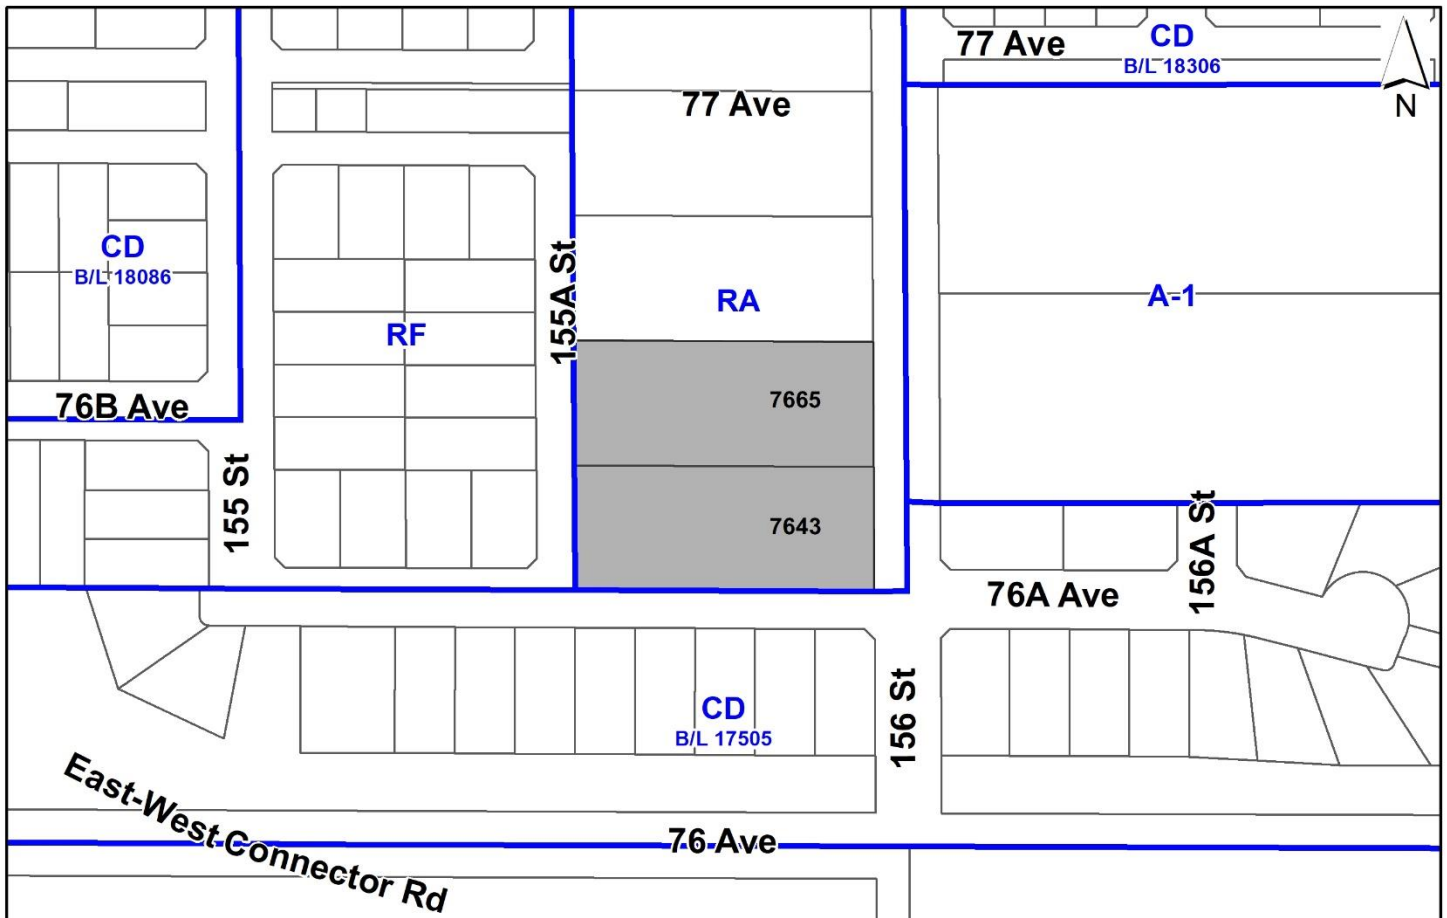 77 Ave
CD
B/L 18306
N
77 Ave
CD
B/L 18086
RF
155A St
RA
A-1
7665
76B Ave
155 St
7643
156A St
76A Ave
CD
B/L 17505
156 St
East-West Connector Rd
76 Ave